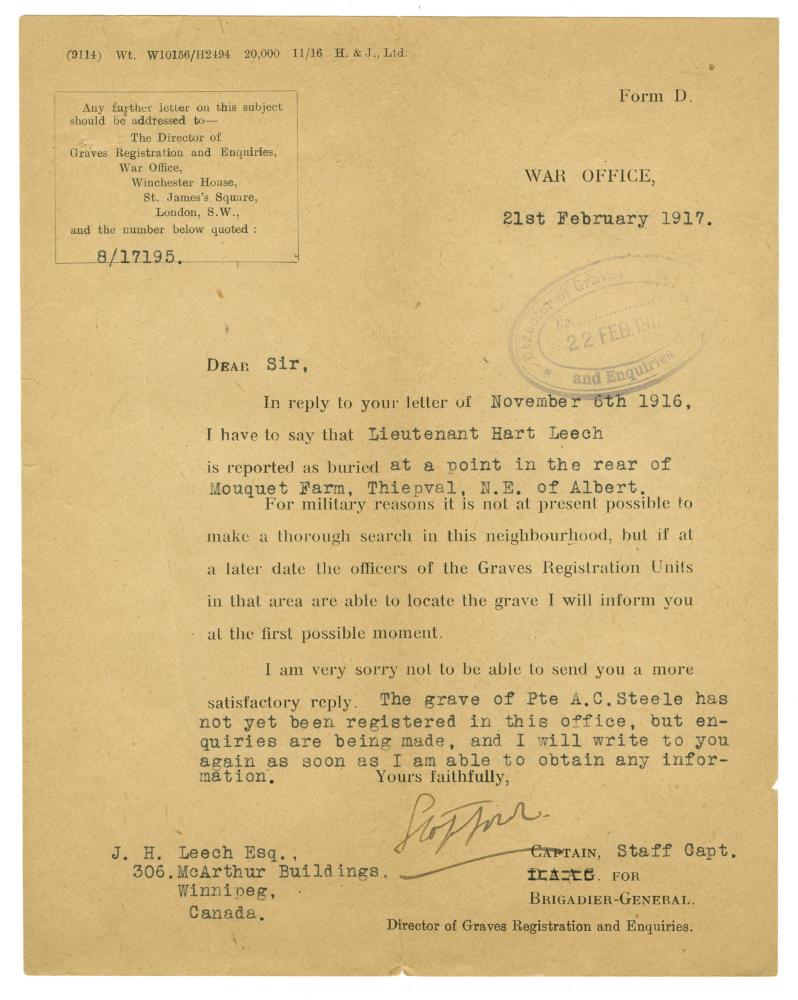 (9114) Wt. W10156/H2494 20,000 11/16 H. & J., Ltd.
Form D.
Any further letter on this subject
should be addressed to—
The Director of
Graves Registration and Enquiries,
War Office,
Winchester House,
St. James's Square,
London, S.W.,
and the number below quoted :
8/17195.
WAR OFFICE,
21st February 1917.
Director of Graves
No.
22 FEB. 1917
* and Enquiries
DEAR Sir,
In reply to your letter of November 6th 1916,
I have to say that Lieutenant Hart Leech
is reported as buried at a point in the rear of
Mouquet Farm, Thiepval, N.E. of Albert.
For military reasons it is not at present possible to
make a thorough search in this neighbourhood, but if at
a later date the officers of the Graves Registration Units
in that area are able to locate the grave I will inform you
at the first possible moment.
I am very sorry not to be able to send you a more
satisfactory reply. The grave of Pte A.C.Steele has
not yet been registered in this office, but en-
quiries are being made, and I will write to you
again as soon as I am able to obtain any infor-
mation. Yours faithfully,
Stopford.
J. H. Leech Esq.,
306.McArthur Buildings,
Winnipeg,
Canada.
CAPTAIN, Staff Capt.
FOR
BRIGADIER-GENERAL.
Director of Graves Registration and Enquiries.